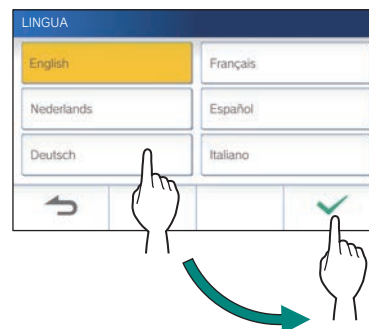 LINGUA
English
Français
Nederlands
Español
Deutsch
Italiano